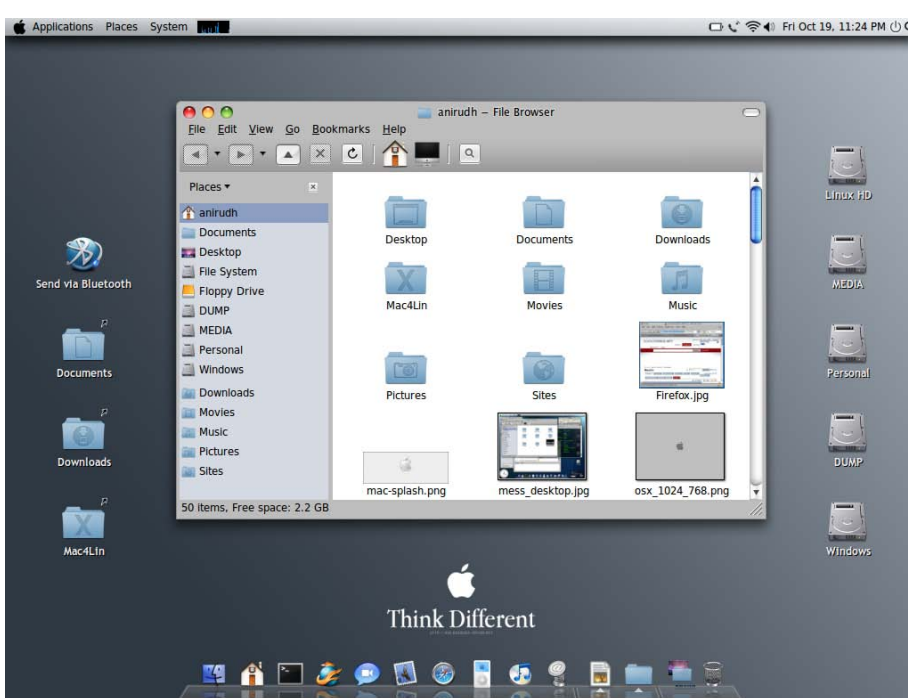 Applications Places System
Fri Oct 19, 11:24 PM
anirudh – File Browser
File Edit View Go Bookmarks Help
Places
anirudh
Documents
Desktop
File System
Floppy Drive
DUMP
MEDIA
Personal
Windows
Downloads
Movies
Music
Pictures
Sites
Desktop Documents Downloads
Mac4Lin Movies Music
Pictures Sites Firefox.jpg
mac-splash.png mess_desktop.jpg osx_1024_768.png
50 items, Free space: 2.2 GB
Send via Bluetooth
Documents
Downloads
Mac4Lin
Linux HD
MEDIA
Personal
DUMP
Windows
Think Different